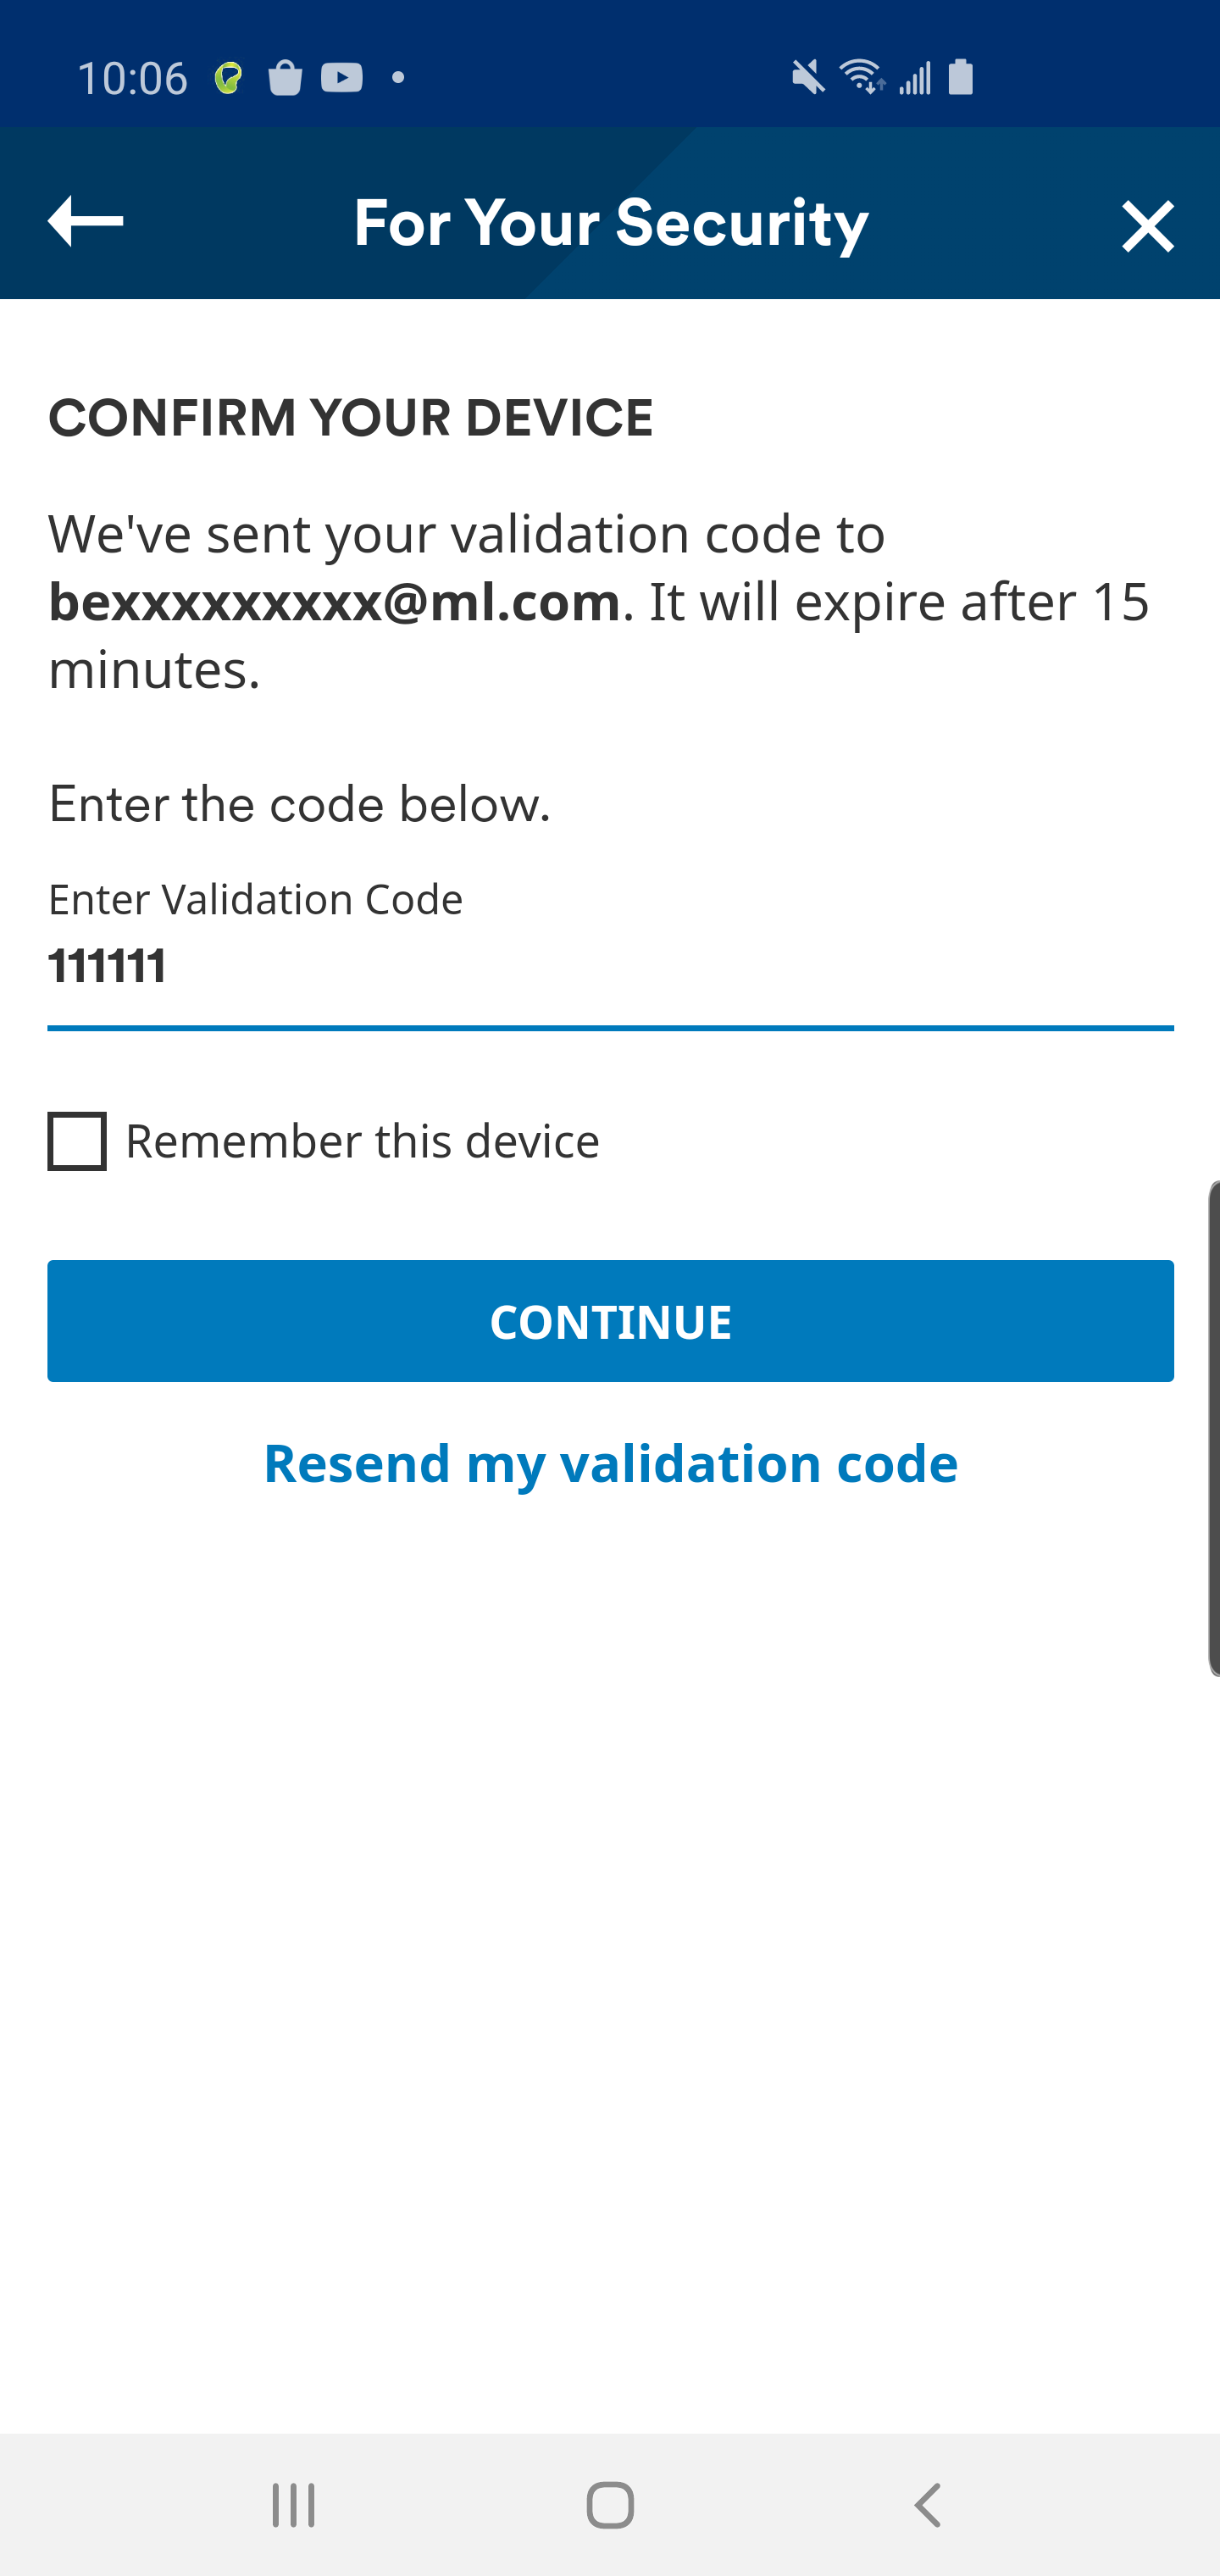 10:06
For Your Security
CONFIRM YOUR DEVICE
We've sent your validation code to
bexxxxxxxxx@ml.com. It will expire after 15
minutes.
Enter the code below.
Enter Validation Code
111111
Remember this device
CONTINUE
Resend my validation code